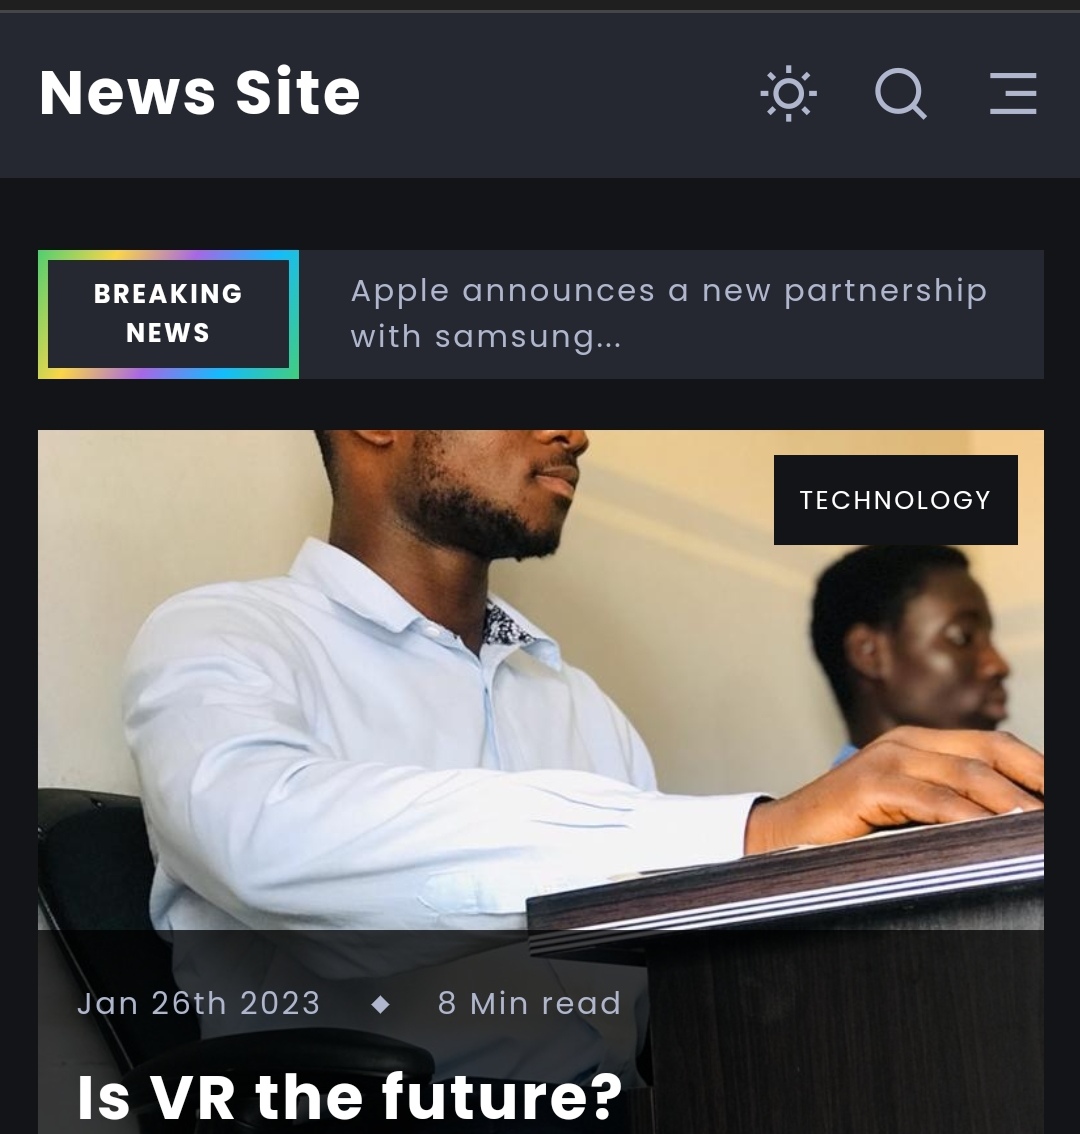 News Site
BREAKING
NEWS
Apple announces a new partnership
with samsung...
TECHNOLOGY
Jan 26th 2023 ◆ 8 Min read
Is VR the future?